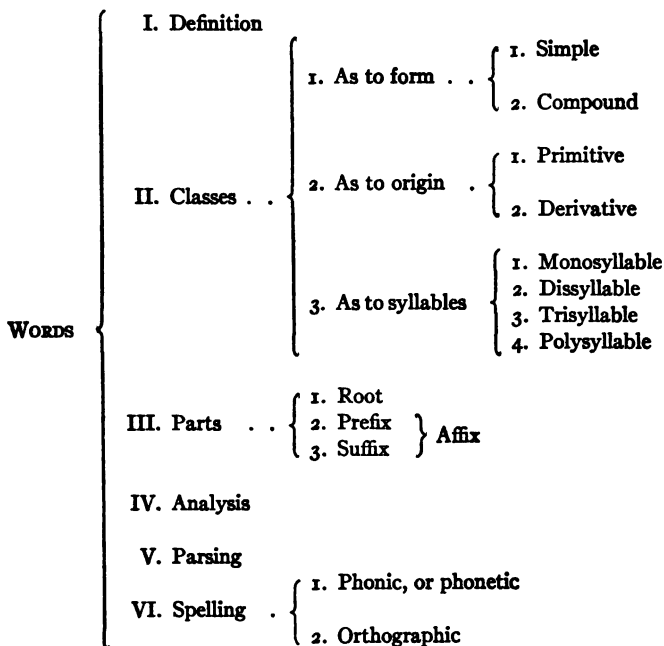 I. Definition
1. Simple
1. As to form . .
2. Compound
1. Primitive
II. Classes . .
2. As to origin .
2. Derivative
1. Monosyllable
2. Dissyllable
3. As to syllables
3. Trisyllable
4. Polysyllable
WORDS
1. Root
III. Parts . .
2. Prefix
Affix
3. Suffix
IV. Analysis
V. Parsing
1. Phonic, or phonetic
VI. Spelling .
2. Orthographic